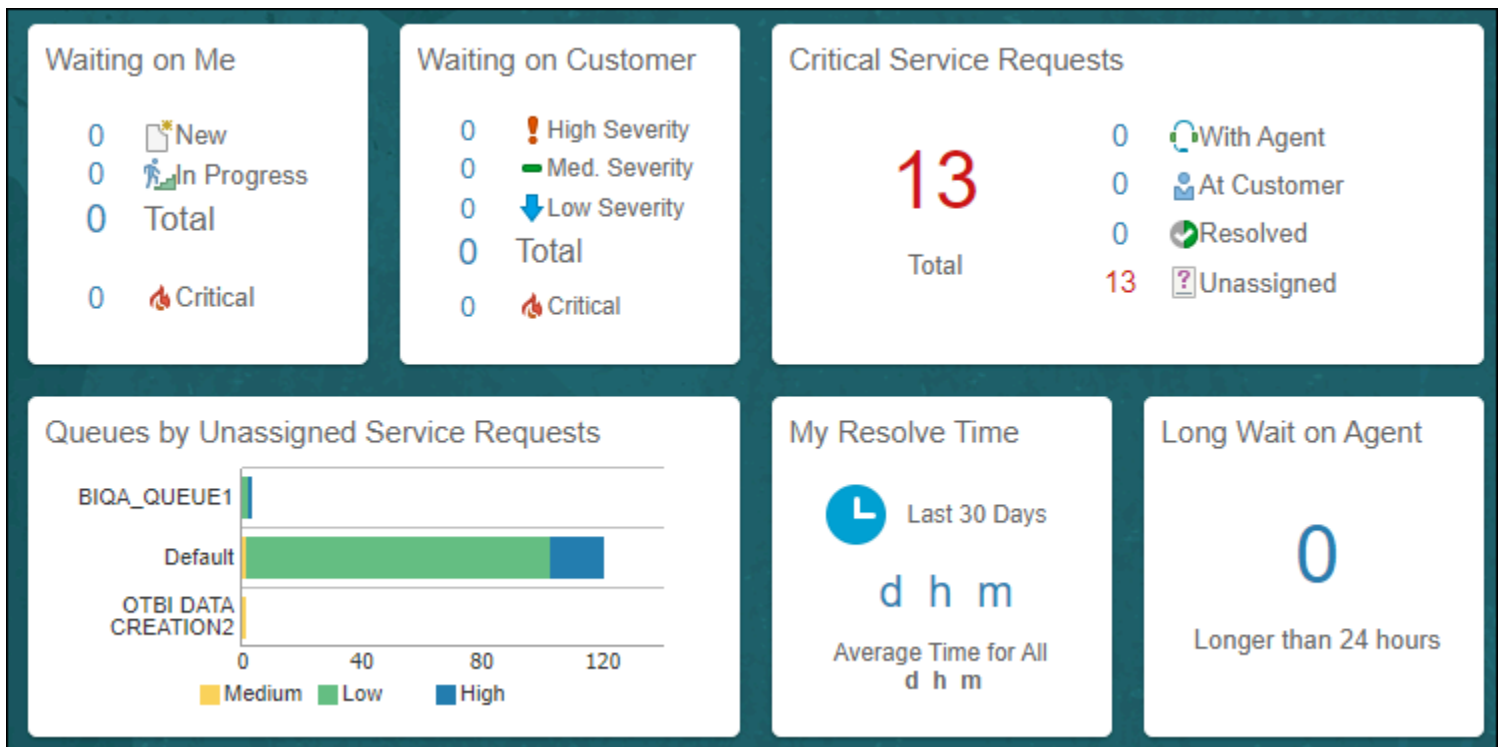 Waiting on Me
0 New
0 In Progress
0 Total
0 Critical
Waiting on Customer
0 High Severity
0 Med. Severity
0 Low Severity
0 Total
0 Critical
Critical Service Requests
13
Total
0 With Agent
0 At Customer
0 Resolved
13 ? Unassigned
Queues by Unassigned Service Requests
BIQA_QUEUE1
Default
OTBI DATA
CREATION2
0 40 80 120
Medium Low High
My Resolve Time
Last 30 Days
d h m
Average Time for All
d h m
Long Wait on Agent
0
Longer than 24 hours